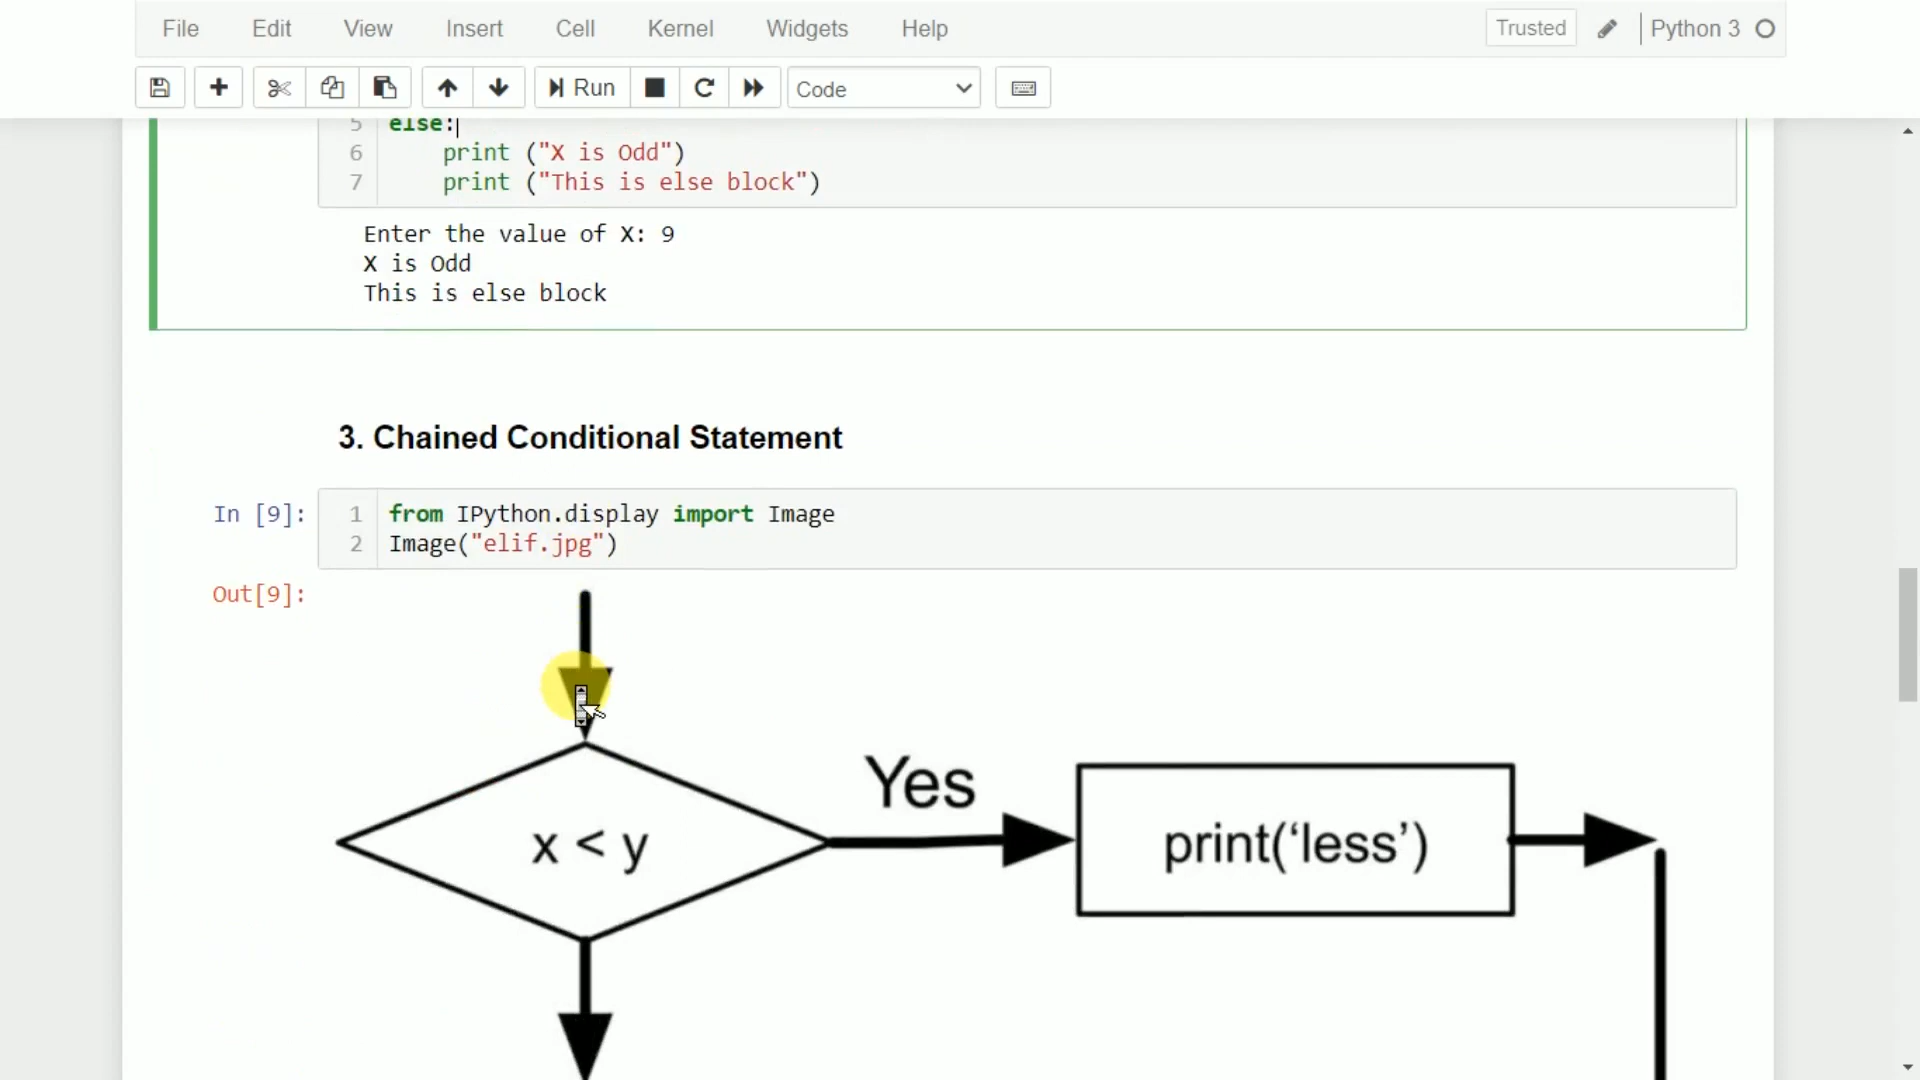 File Edit View Insert Cell Kernel Widgets Help Trusted Python 3
Run Code
5 else:
6 print ("X is Odd")
7 print ("This is else block")
Enter the value of X: 9
X is Odd
This is else block
3. Chained Conditional Statement
In [9]: 1 from IPython.display import Image
2 Image("elif.jpg")
Out[9]:
Yes
x < y print(‘less’)